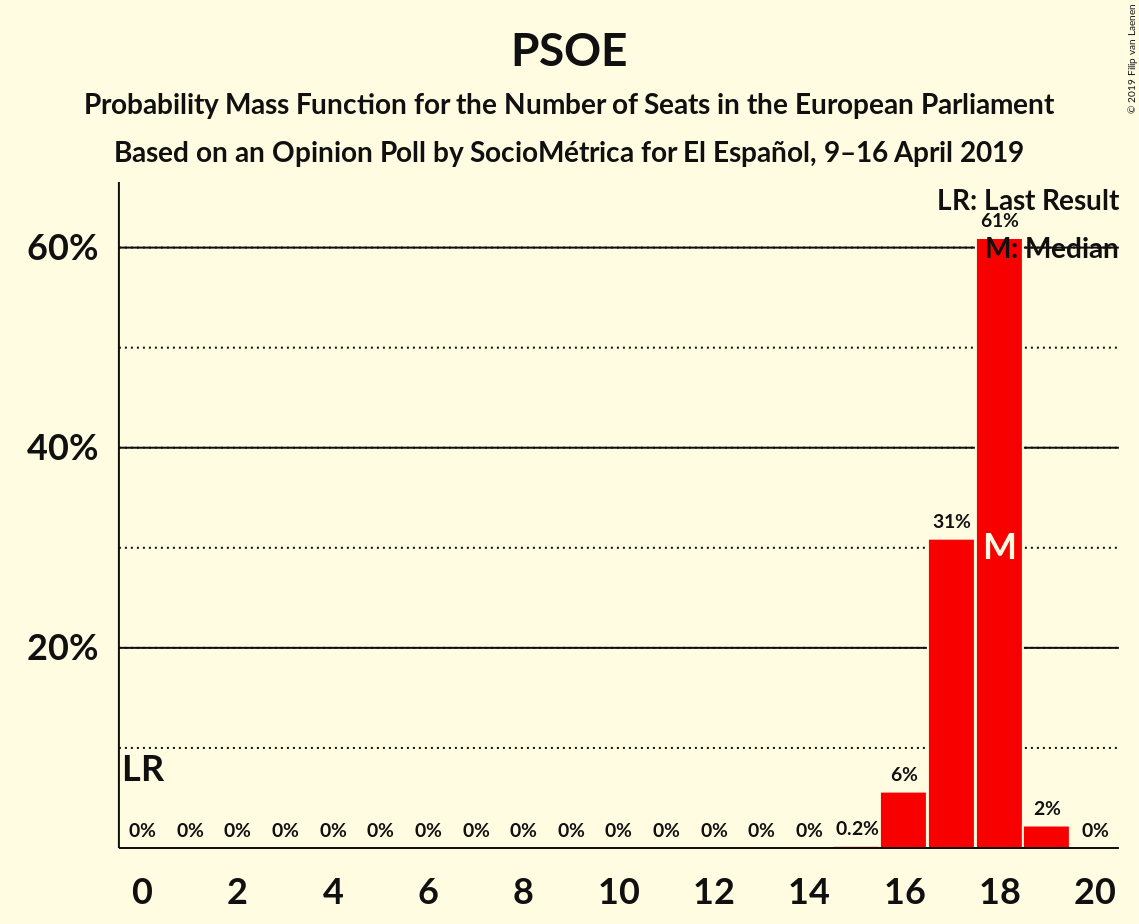 PSOE
Probability Mass Function for the Number of Seats in the European Parliament
Based on an Opinion Poll by SocioMétrica for El Español, 9–16 April 2019
© 2019 Filip van Laenen
LR: Last Result
M: Median
60%
40%
20%
61%
31%
M
LR
6%
2%
0% 0% 0% 0% 0% 0% 0% 0% 0% 0% 0% 0% 0% 0% 0% 0.2% 0%
0 2 4 6 8 10 12 14 16 18 20